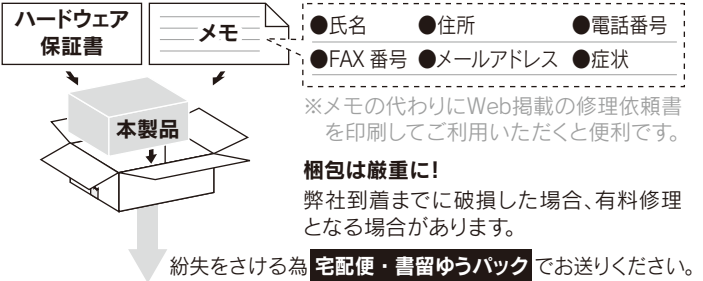 ハードウェア
保証書
メモ
●氏名 ●住所 ●電話番号
●FAX 番号 ●メールアドレス ●症状
※メモの代わりにWeb掲載の修理依頼書
を印刷してご利用いただくと便利です。
本製品
梱包は厳重に!
弊社到着までに破損した場合、有料修理
となる場合があります。
紛失をさける為 宅配便・書留ゆうパック でお送りください。